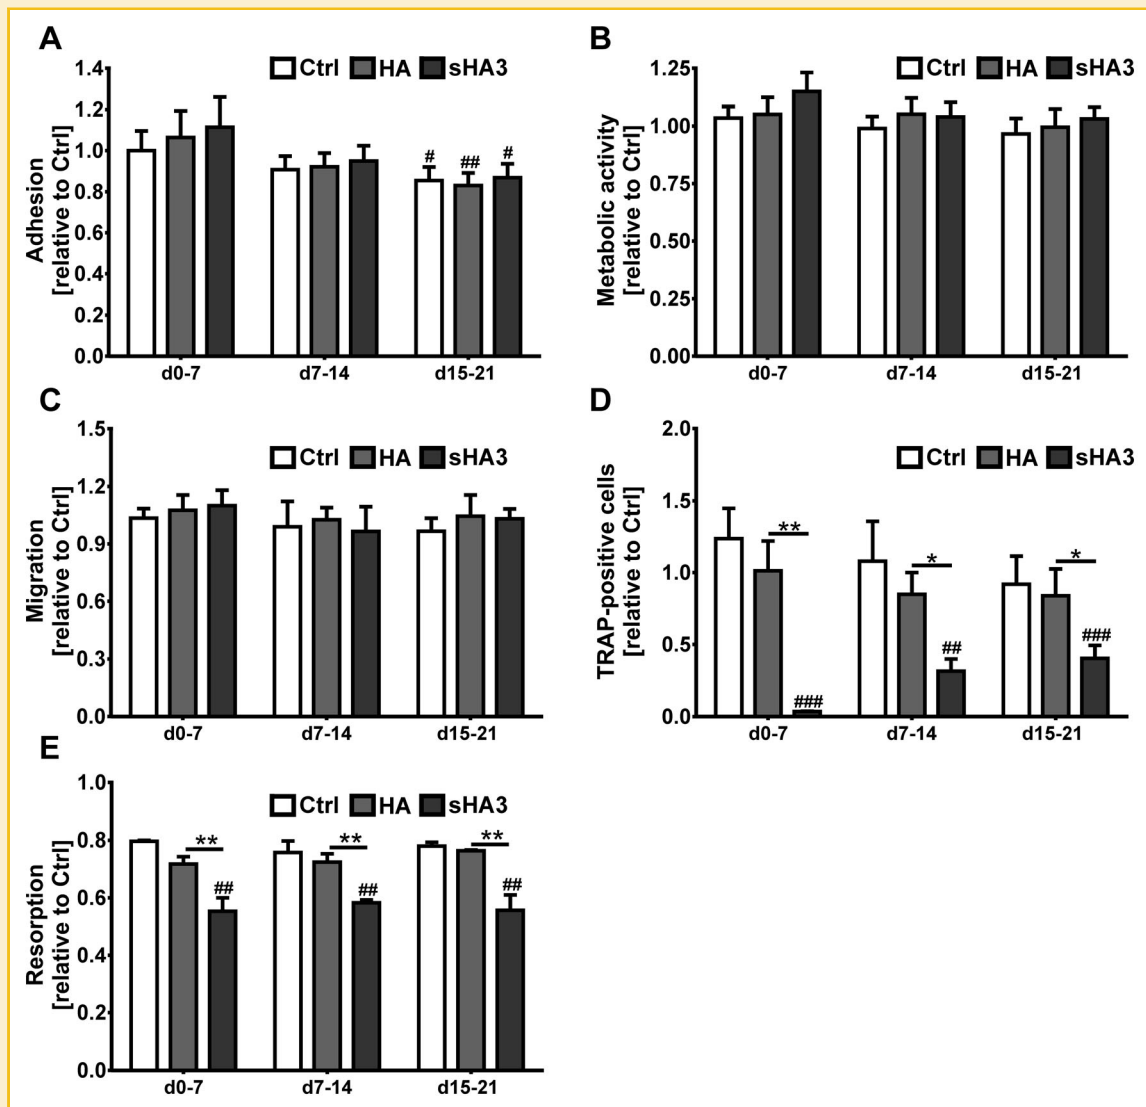 A
Ctrl HA sHA3
Adhesion
[relative to Ctrl]
1.4
1.2
1.0
0.8
0.6
0.4
0.2
0.0
# ## #
d0-7 d7-14 d15-21
B
Ctrl HA sHA3
Metabolic activity
[relative to Ctrl]
1.25
1.00
0.75
0.50
0.25
0.00
d0-7 d7-14 d15-21
C
Ctrl HA sHA3
Migration
[relative to Ctrl]
1.5
1.2
0.9
0.6
0.3
0.0
d0-7 d7-14 d15-21
D
Ctrl HA sHA3
TRAP-positive cells
[relative to Ctrl]
2.0
1.5
1.0
0.5
0.0
** * *
### ## ###
d0-7 d7-14 d15-21
E
Ctrl HA sHA3
Resorption
[relative to Ctrl]
1.0
0.8
0.6
0.4
0.2
0.0
** ** **
## ## ##
d0-7 d7-14 d15-21